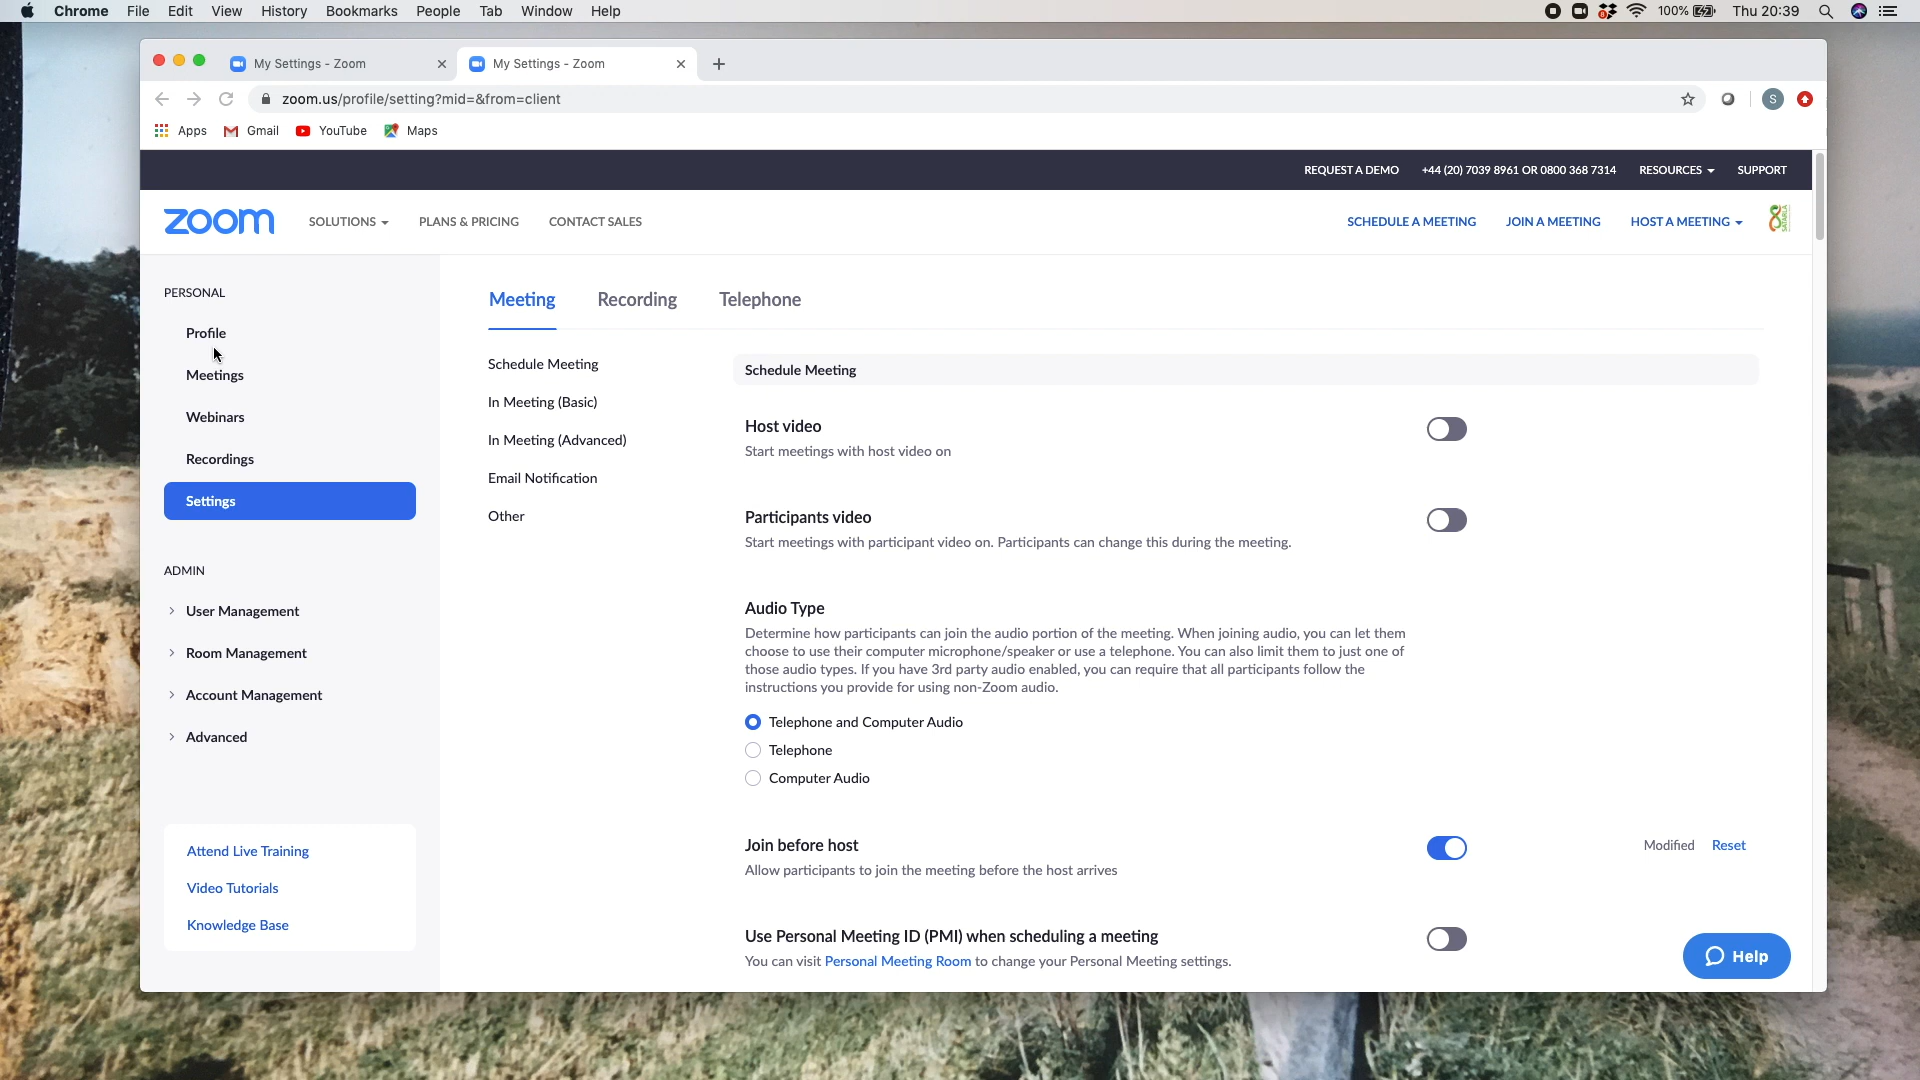 Chrome File Edit View History Bookmarks People Tab Window Help 100% Thu 20:39
My Settings - Zoom My Settings - Zoom
zoom.us/profile/setting?mid=&from=client S
Apps Gmail YouTube Maps
REQUEST A DEMO +44 (20) 7039 8961 OR 0800 368 7314 RESOURCES SUPPORT
zoom SOLUTIONS PLANS & PRICING CONTACT SALES SCHEDULE A MEETING JOIN A MEETING HOST A MEETING
PERSONAL
Profile
Meetings
Webinars
Recordings
Settings
ADMIN
User Management
Room Management
Account Management
Advanced
Attend Live Training
Video Tutorials
Knowledge Base
Meeting Recording Telephone
Schedule Meeting
In Meeting (Basic)
In Meeting (Advanced)
Email Notification
Other
Schedule Meeting
Host video
Start meetings with host video on
Participants video
Start meetings with participant video on. Participants can change this during the meeting.
Audio Type
Determine how participants can join the audio portion of the meeting. When joining audio, you can let them
choose to use their computer microphone/speaker or use a telephone. You can also limit them to just one of
those audio types. If you have 3rd party audio enabled, you can require that all participants follow the
instructions you provide for using non-Zoom audio.
Telephone and Computer Audio
Telephone
Computer Audio
Join before host
Modified Reset
Allow participants to join the meeting before the host arrives
Use Personal Meeting ID (PMI) when scheduling a meeting
You can visit Personal Meeting Room to change your Personal Meeting settings.
Help